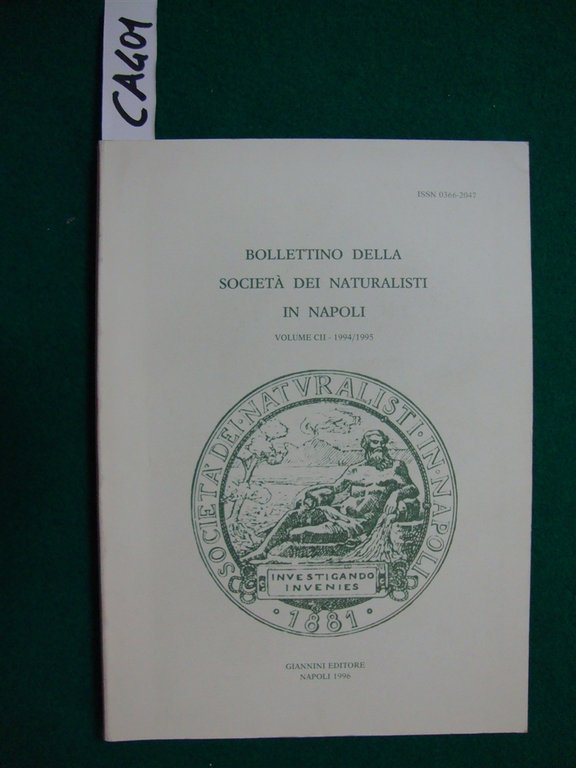 CA401
ISSN 0366-2047
BOLLETTINO DELLA
SOCIETÀ DEI NATURALISTI
IN NAPOLI
VOLUME CII - 1994/1995
SOCIETA' DEI · NATVRALISTI · IN · NAPOLI
INVESTIGANDO
INVENIES
· 1881 ·
GIANNINI EDITORE
NAPOLI 1996